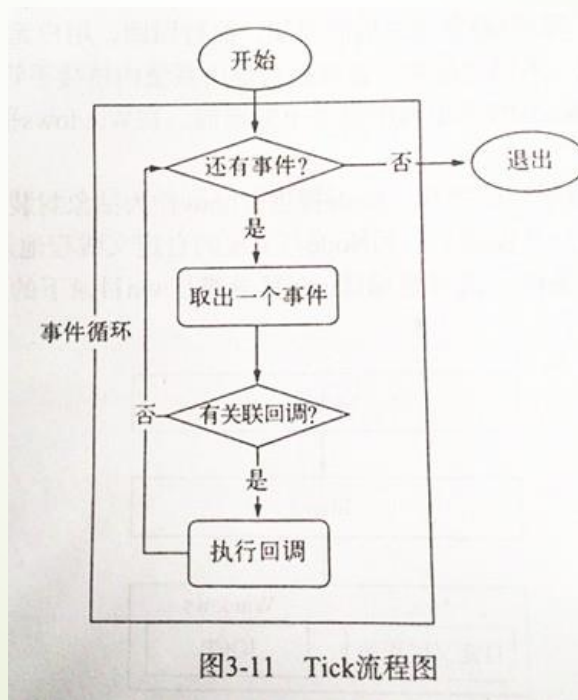 开始
还有事件?
否
退出
是
取出一个事件
事件循环
有关联回调?
否
是
执行回调
图3-11 Tick流程图